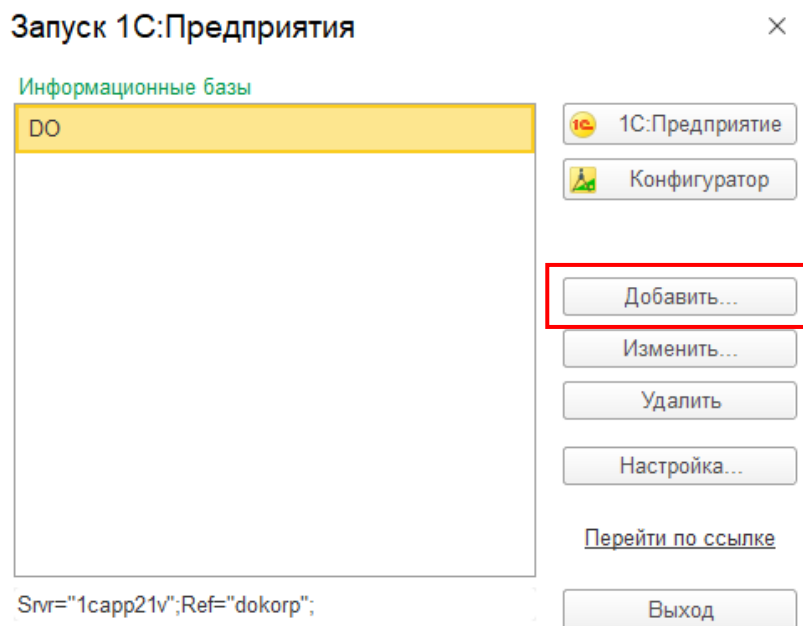 Запуск 1С:Предприятия
Информационные базы
DO
1С:Предприятие
Конфигуратор
Добавить...
Изменить...
Удалить
Настройка...
Перейти по ссылке
Srvr="1capp21v";Ref="dokorp";
Выход